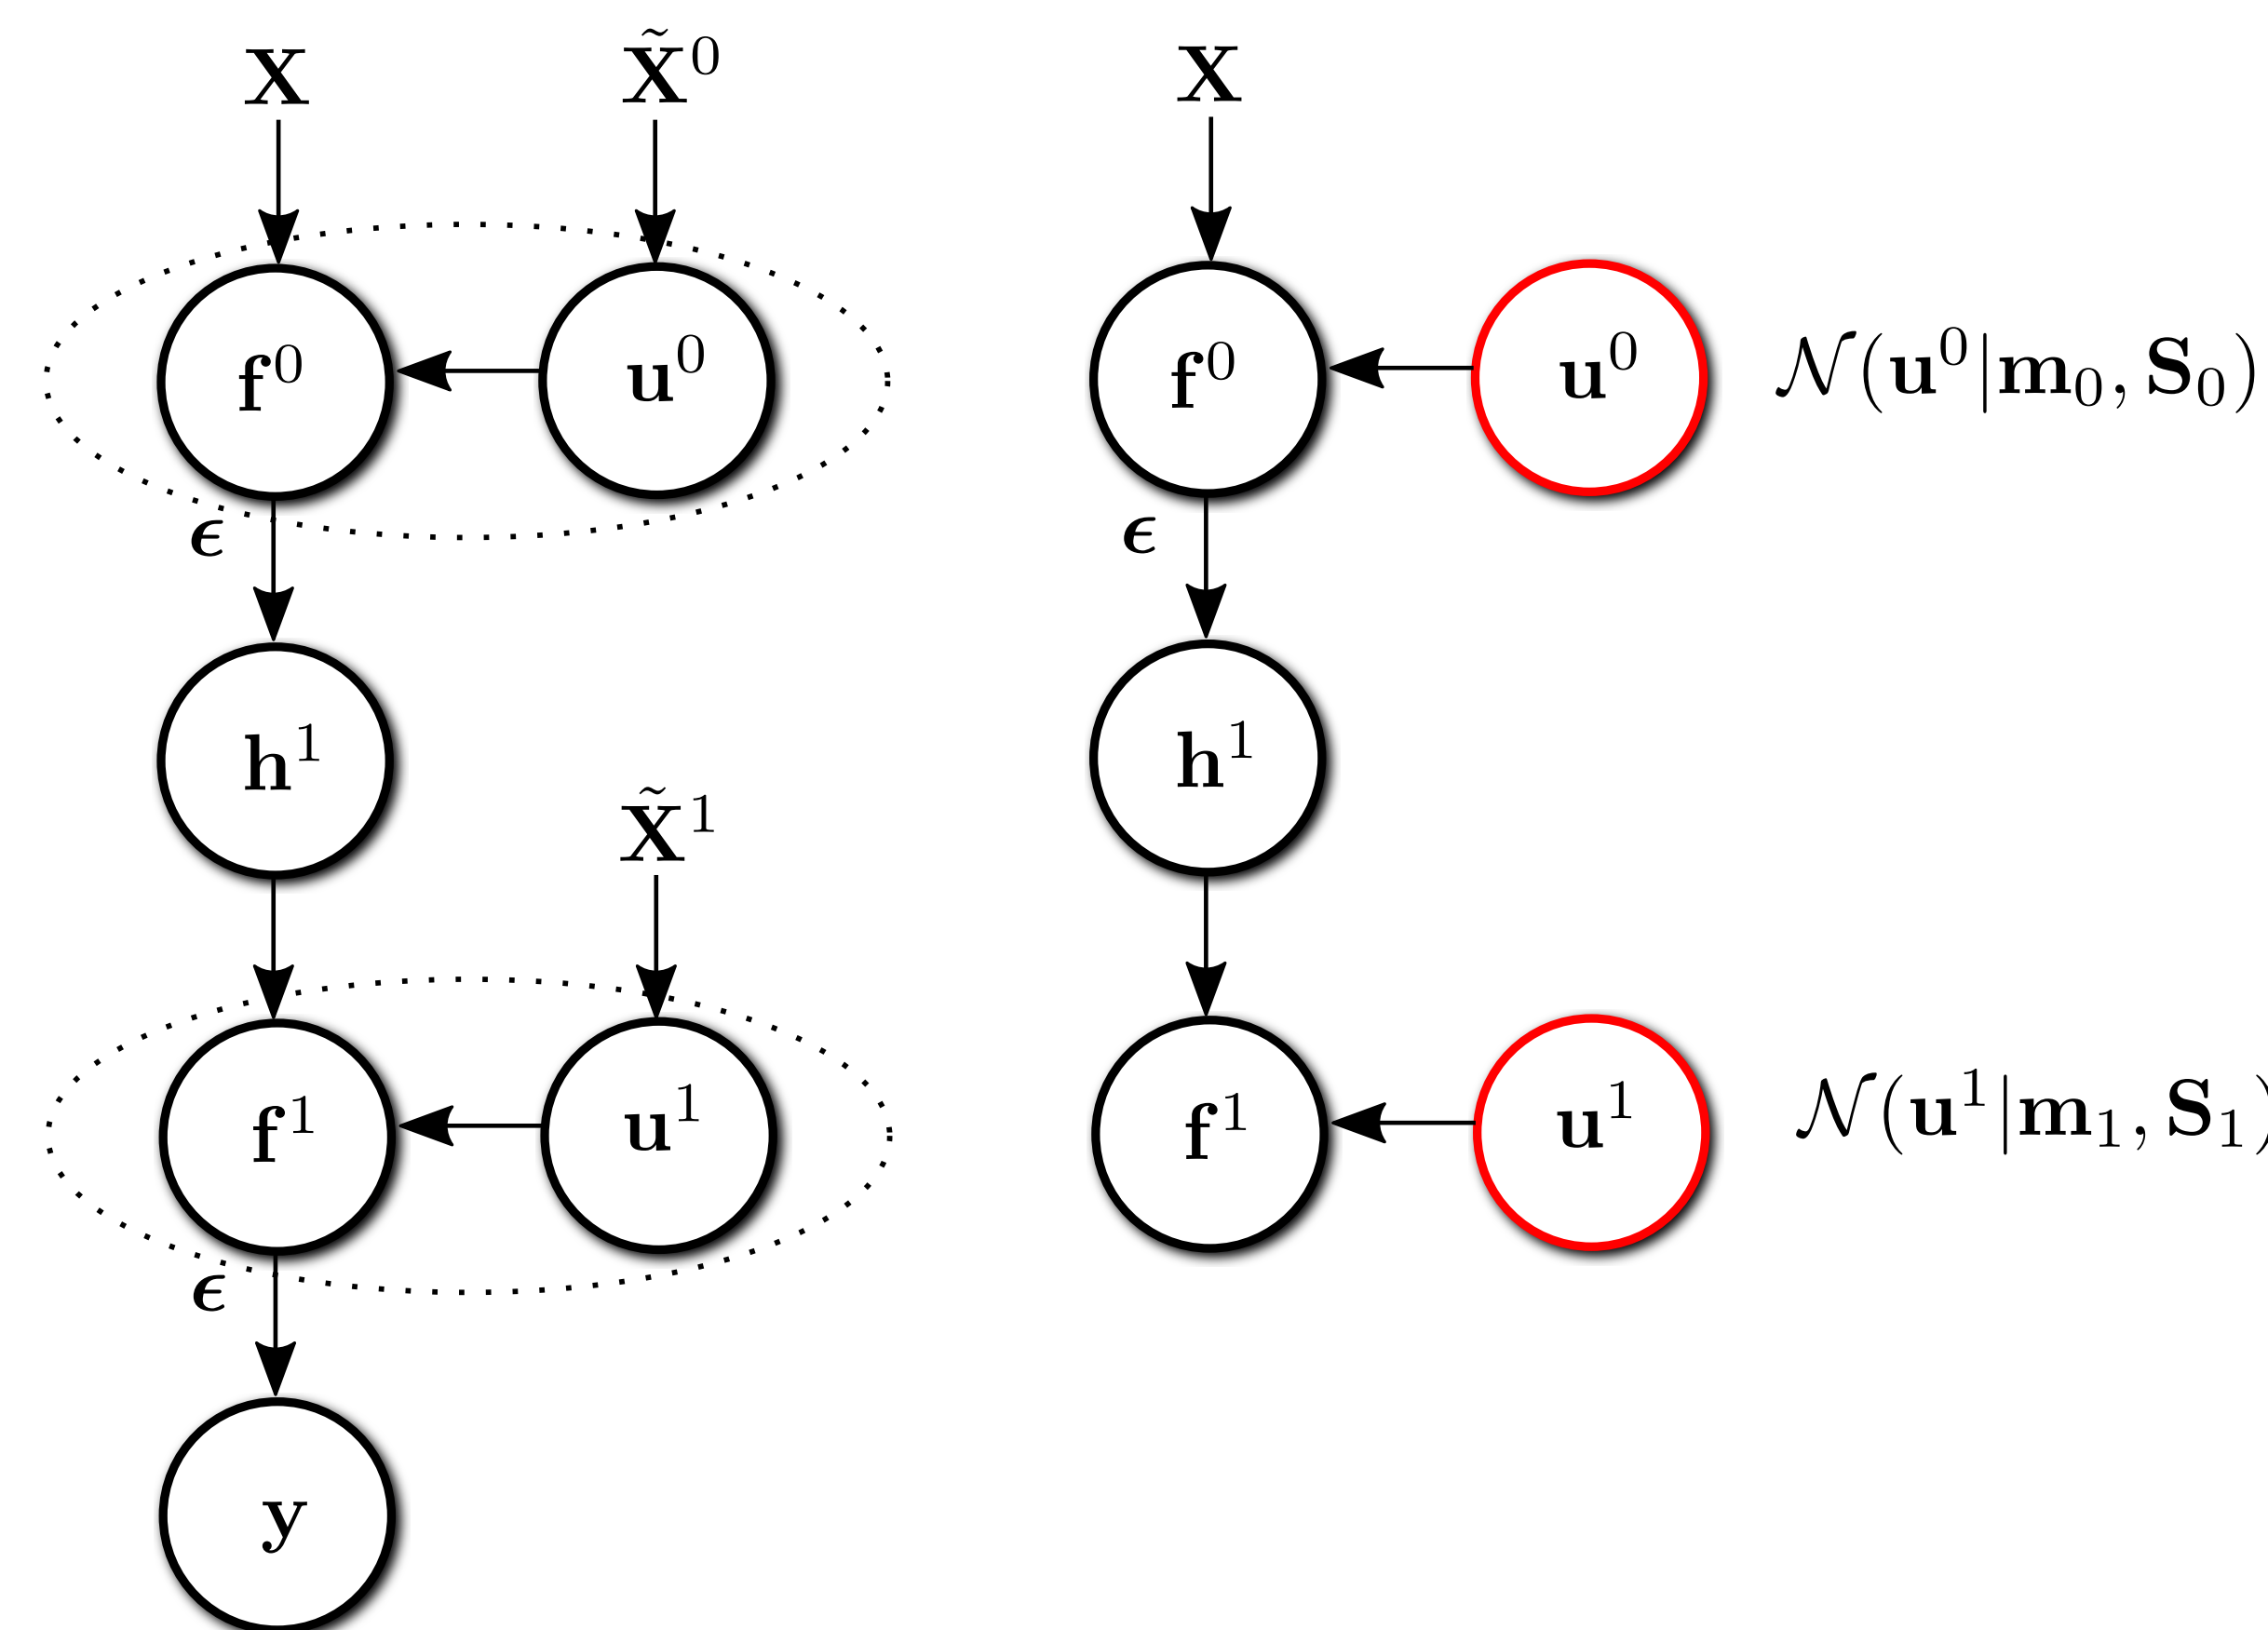 x x̃⁰ x
f⁰ u⁰ f⁰ u⁰ 𝒩(u⁰|m₀, S₀)
ϵ ϵ
h¹ h¹
x̃¹
f¹ u¹ f¹ u¹ 𝒩(u¹|m₁, S₁)
ϵ
y